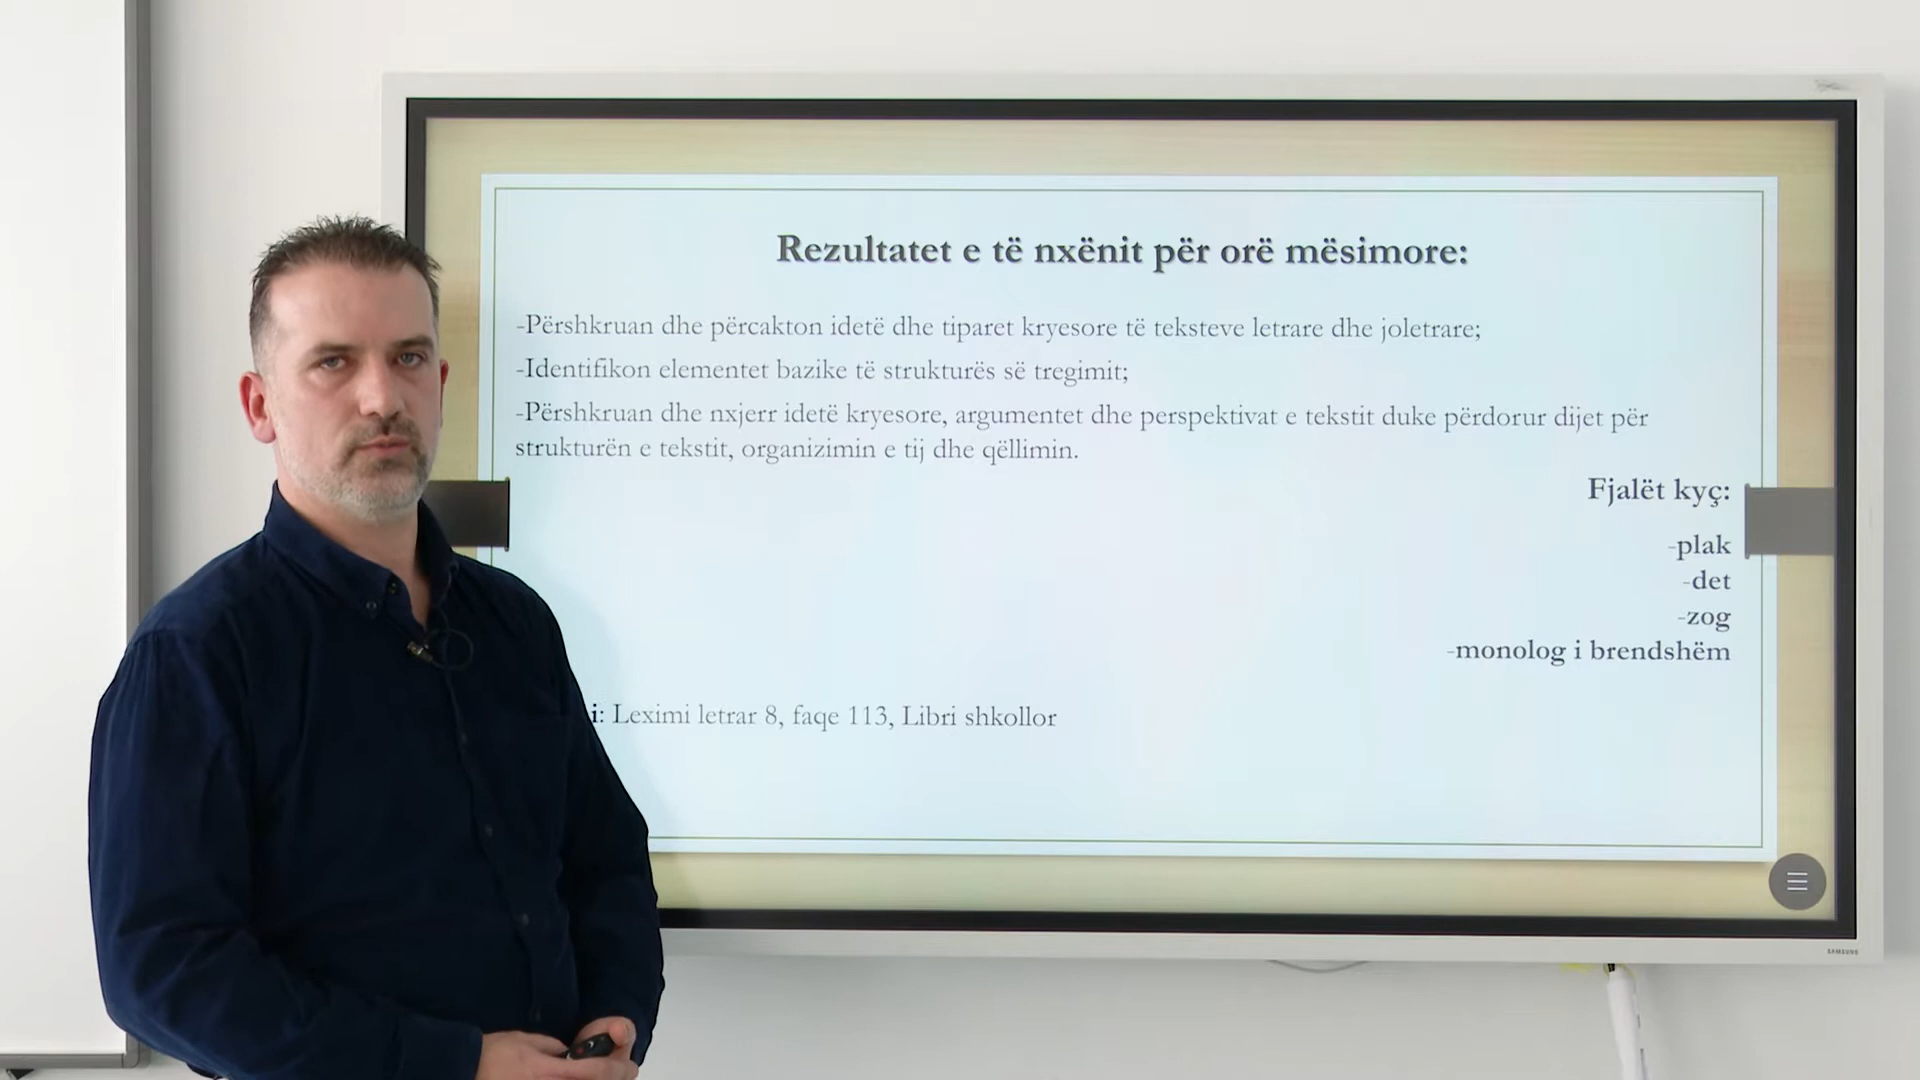 Rezultatet e të nxënit për orë mësimore:
-Përshkruan dhe përcakton idetë dhe tiparet kryesore të teksteve letrare dhe joletrare;
-Identifikon elementet bazike të strukturës së tregimit;
-Përshkruan dhe nxjerr idetë kryesore, argumentet dhe perspektivat e tekstit duke përdorur dijet për
strukturën e tekstit, organizimin e tij dhe qëllimin.
Fjalët kyç:
-plak
-det
-zog
-monolog i brendshëm
i: Leximi letrar 8, faqe 113, Libri shkollor
SAMSUNG